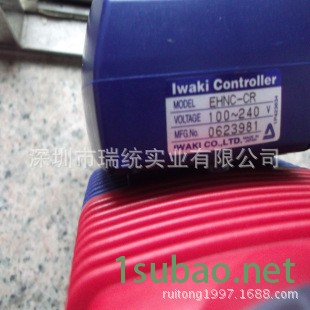 Iwaki Controller
MODEL EHNC-CR
VOLTAGE 100~240 V
MFG.No. 0623981
IWAKI CO.,LTD.
深圳市瑞统实业有限公司
1subao.net
ruitong1997.1688.com